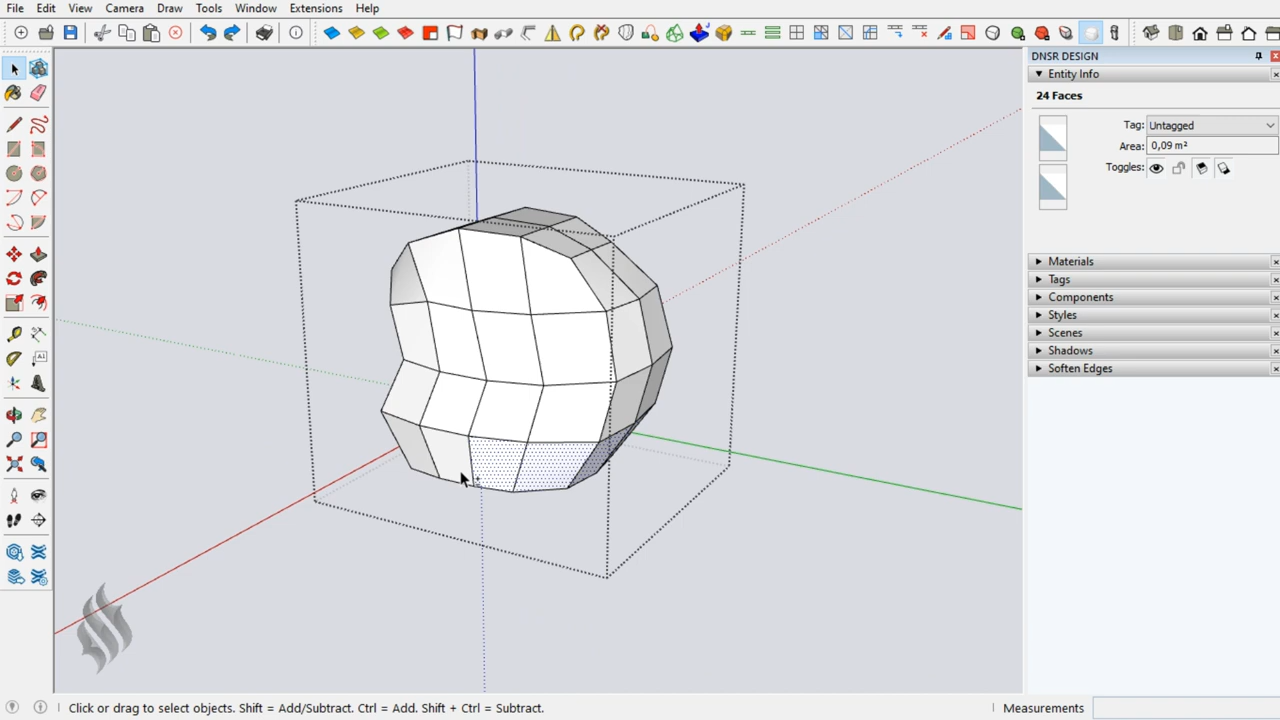 File Edit View Camera Draw Tools Window Extensions Help
DNSR DESIGN
Entity Info
24 Faces
Tag: Untagged
Area: 0,09 m²
Toggles:
Materials
Tags
Components
Styles
Scenes
Shadows
Soften Edges
Click or drag to select objects. Shift = Add/Subtract. Ctrl = Add. Shift + Ctrl = Subtract.
Measurements